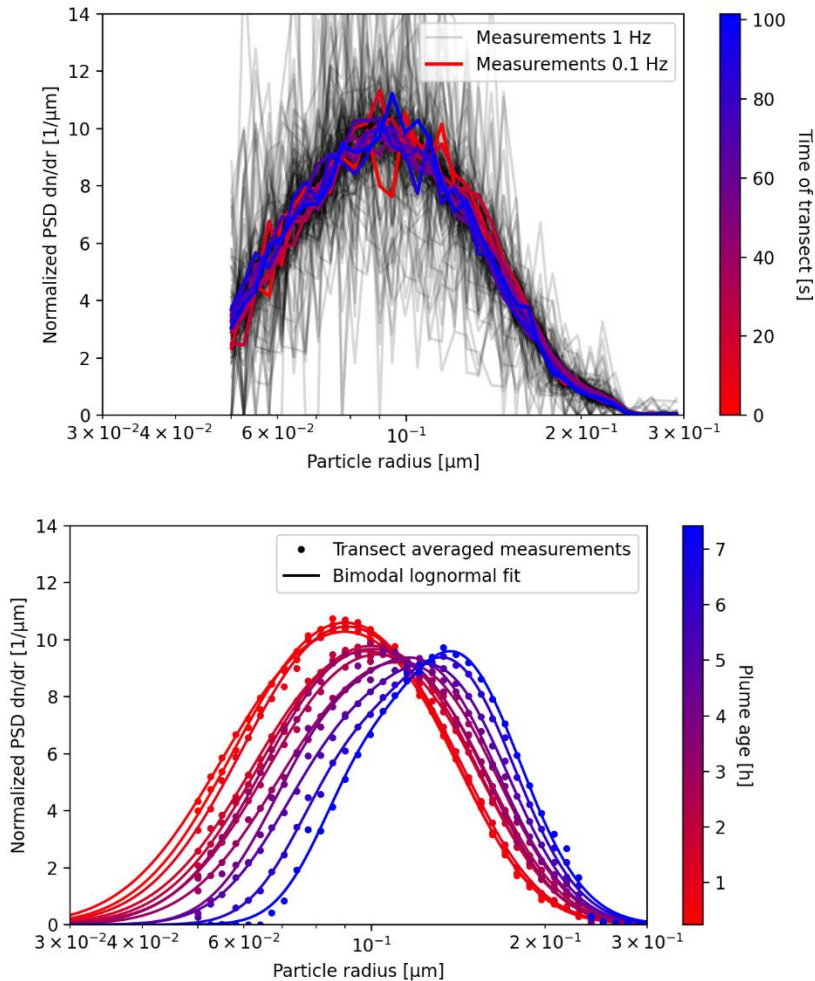 14
12
10
8
6
4
2
0
Normalized PSD dn/dr [1/μm]
Measurements 1 Hz
Measurements 0.1 Hz
3 × 10⁻² 4 × 10⁻² 6 × 10⁻² 10⁻¹ 2 × 10⁻¹ 3 × 10⁻¹
Particle radius [μm]
100
80
60
40
20
0
Time of transect [s]
14
12
10
8
6
4
2
0
Normalized PSD dn/dr [1/μm]
Transect averaged measurements
Bimodal lognormal fit
3 × 10⁻² 4 × 10⁻² 6 × 10⁻² 10⁻¹ 2 × 10⁻¹ 3 × 10⁻¹
Particle radius [μm]
7
6
5
4
3
2
1
Plume age [h]